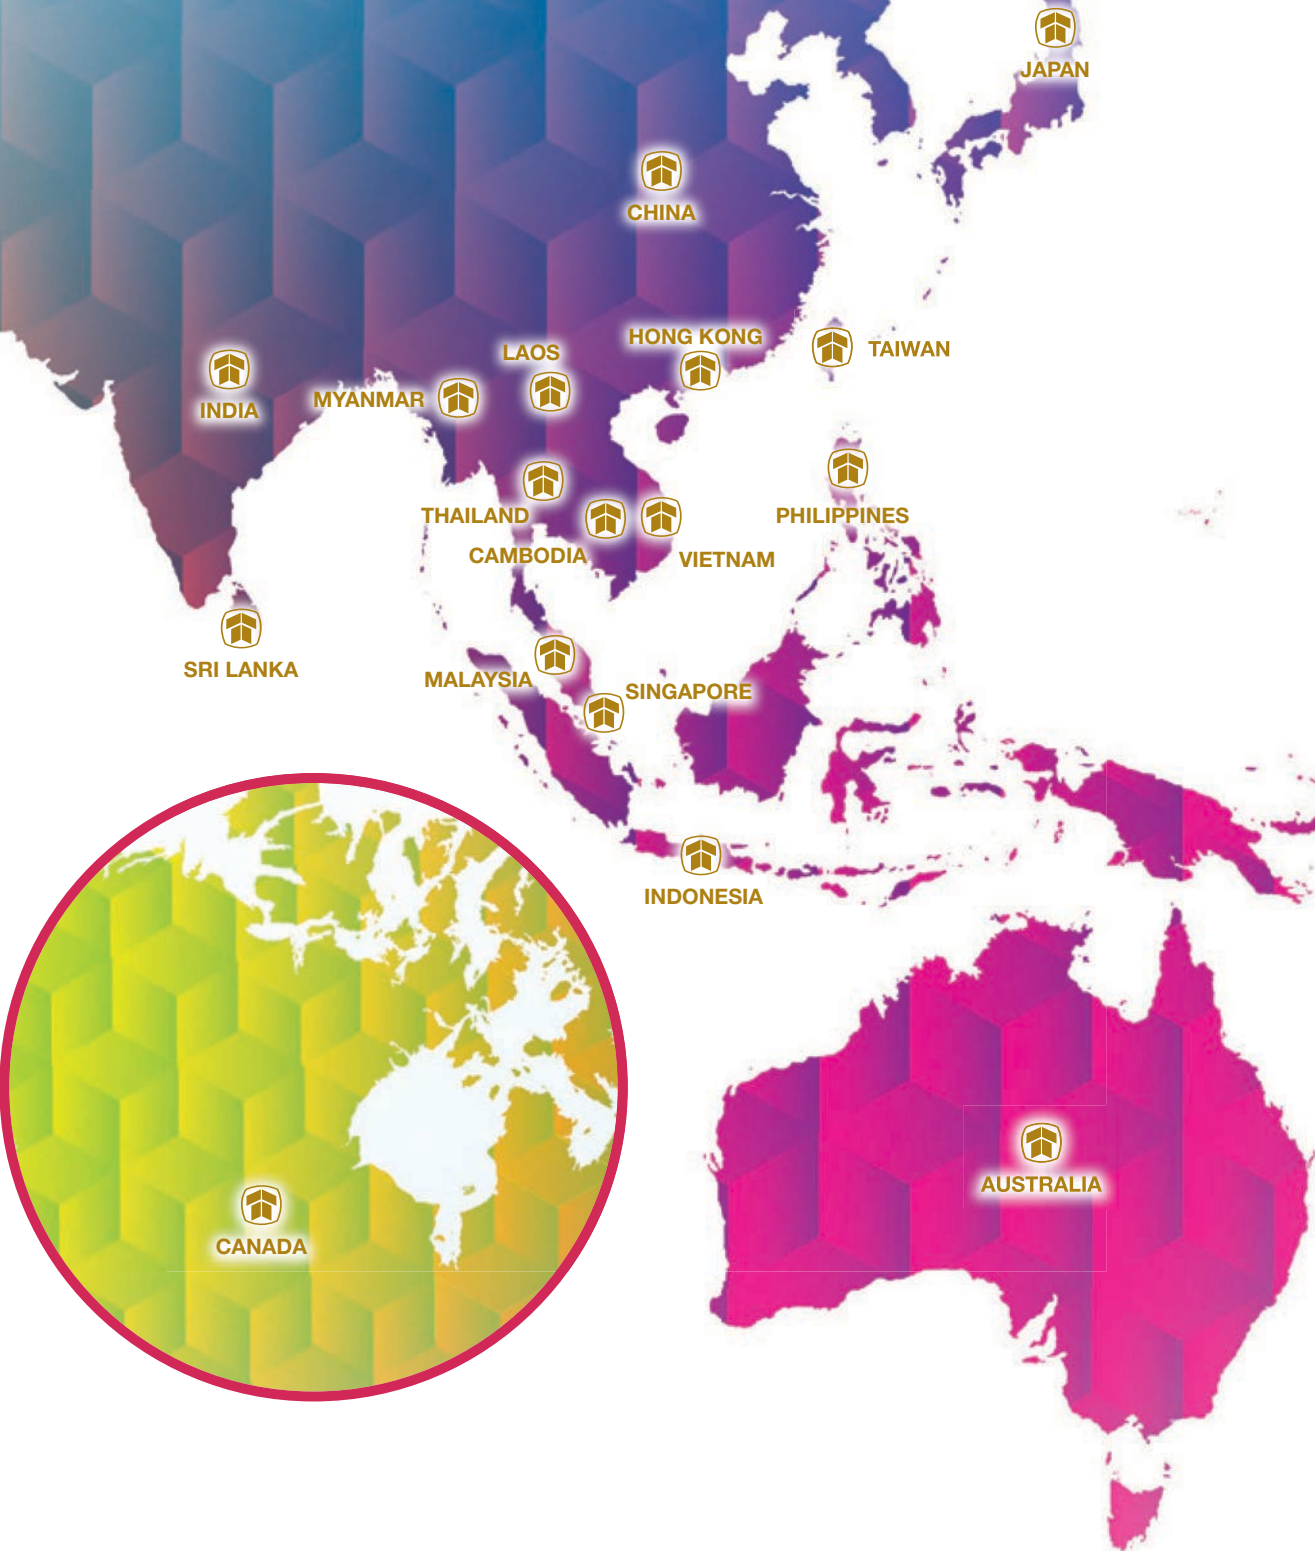 JAPAN
CHINA
HONG KONG
LAOS
TAIWAN
INDIA
MYANMAR
THAILAND
PHILIPPINES
CAMBODIA
VIETNAM
SRI LANKA
MALAYSIA
SINGAPORE
INDONESIA
AUSTRALIA
CANADA